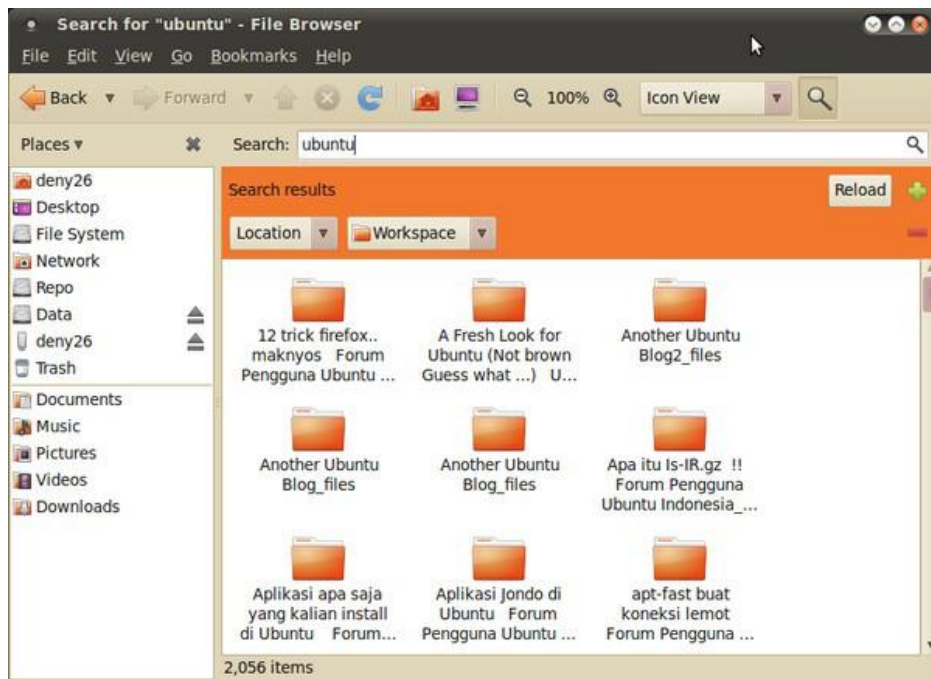 Search for "ubuntu" - File Browser
File Edit View Go Bookmarks Help
Back Forward 100% Icon View
Places Search: ubuntu
deny26
Desktop
File System
Network
Repo
Data
deny26
Trash
Documents
Music
Pictures
Videos
Downloads
Search results Reload
Location Workspace
12 trick firefox..
maknyos Forum
Pengguna Ubuntu ...
A Fresh Look for
Ubuntu (Not brown
Guess what ...) U...
Another Ubuntu
Blog2_files
Another Ubuntu
Blog_files
Another Ubuntu
Blog_files
Apa itu ls-lR.gz !!
Forum Pengguna
Ubuntu Indonesia_...
Aplikasi apa saja
yang kalian install
di Ubuntu Forum...
Aplikasi Jondo di
Ubuntu Forum
Pengguna Ubuntu ...
apt-fast buat
koneksi lemot
Forum Pengguna ...
2,056 items